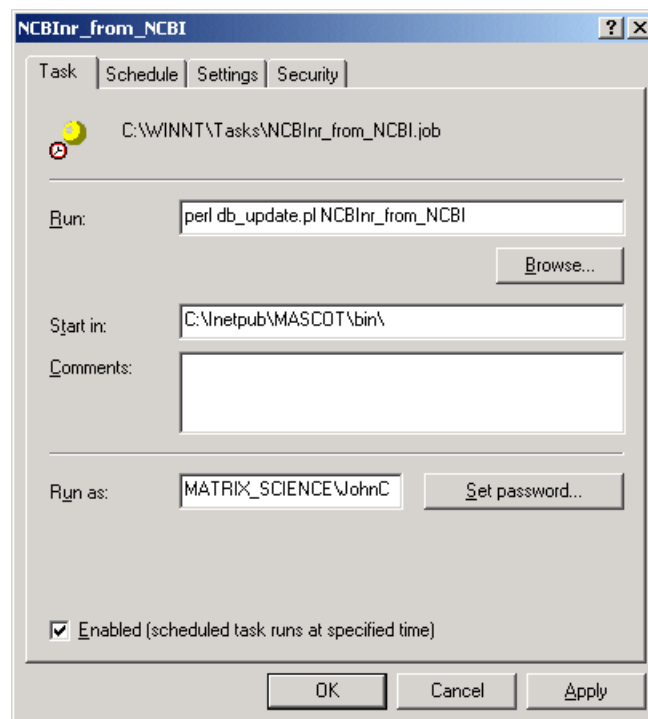 NCBInr_from_NCBI
Task Schedule Settings Security
C:\WINNT\Tasks\NCBInr_from_NCBI.job
Run: perl db_update.pl NCBInr_from_NCBI
Browse...
Start in: C:\Inetpub\MASCOT\bin\
Comments:
Run as: MATRIX_SCIENCE\JohnC Set password...
Enabled (scheduled task runs at specified time)
OK Cancel Apply